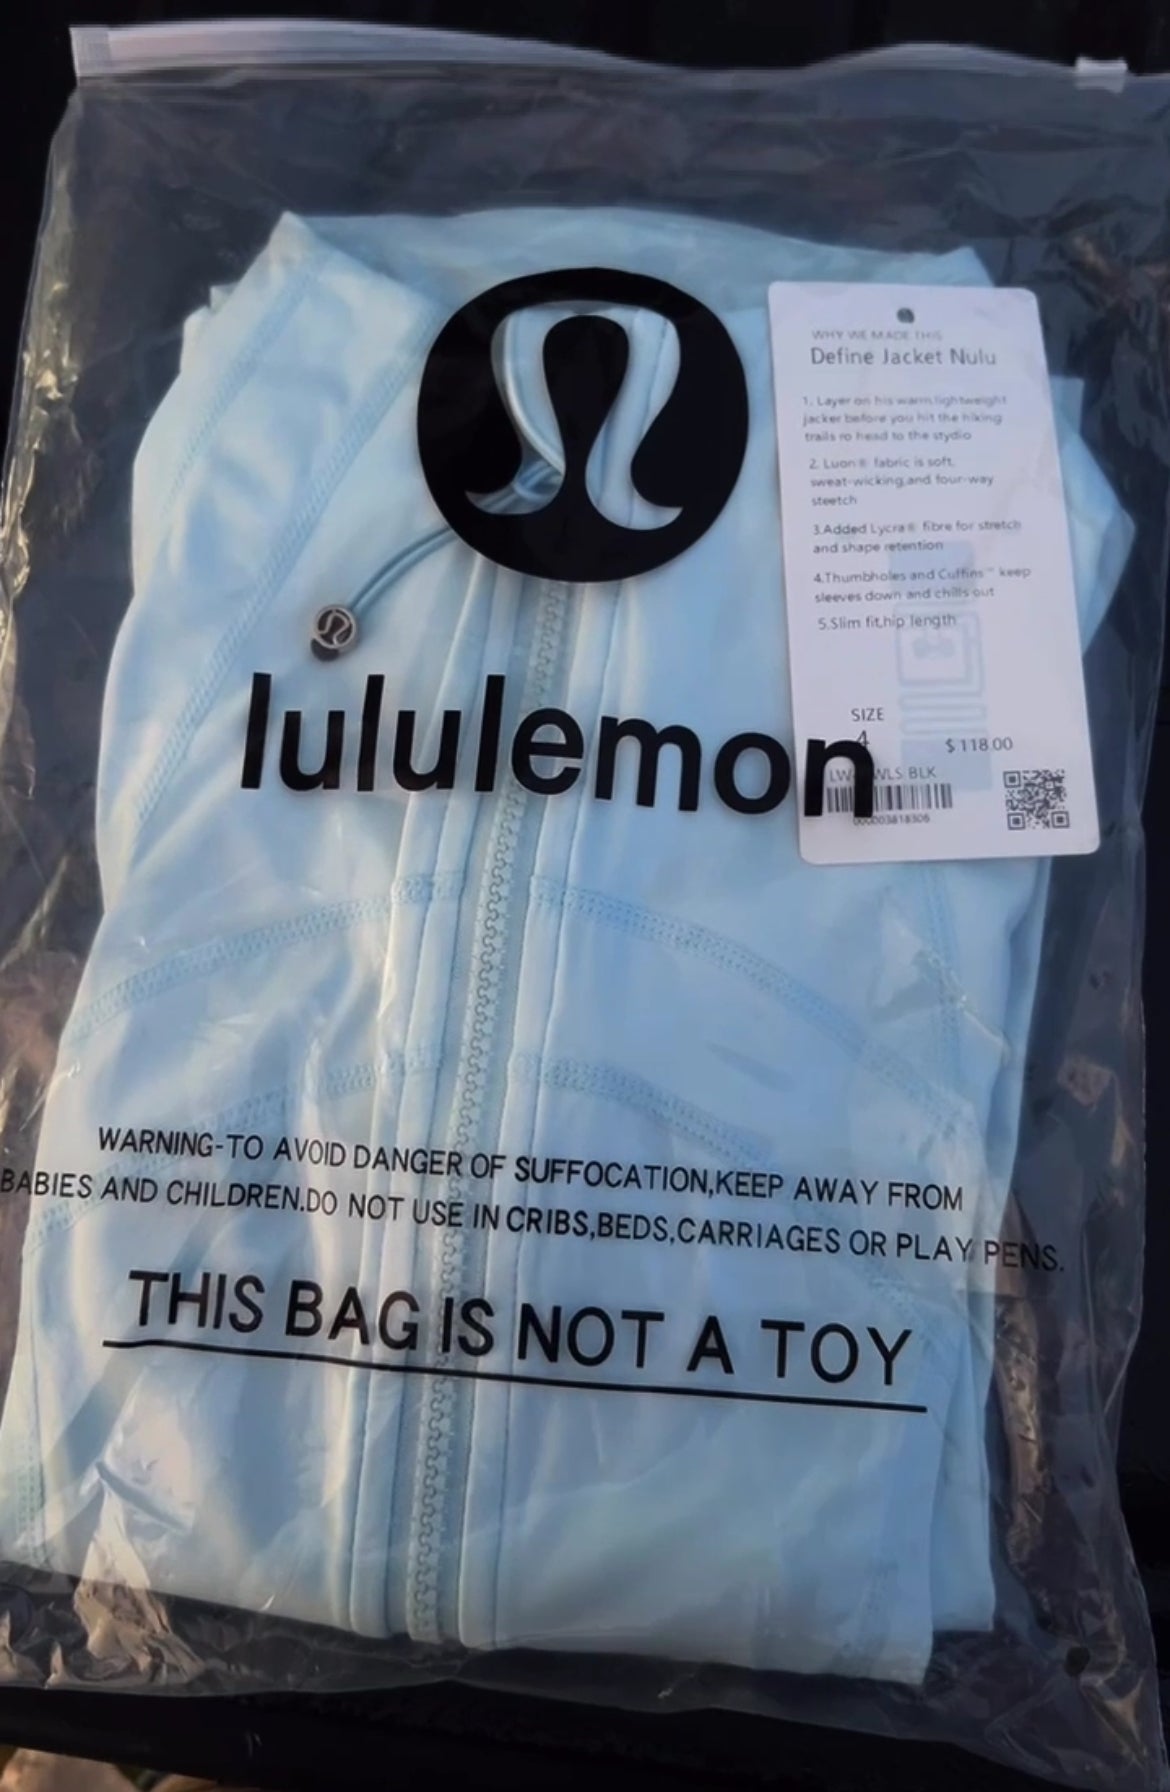 WHY WE MADE THIS
Define Jacket Nulu
1. Layer on his warm,lightweight
jacker before you hit the hiking
trails ro head to the stydio
2. Luon® fabric is soft,
sweat-wicking,and four-way
steetch
3.Added Lycra® fibre for stretch
and shape retention
4.Thumbholes and Cuffins™ keep
sleeves down and chills out
5.Slim fit,hip length
SIZE
4
$ 118.00
WLS BLK
lululemon
WARNING-TO AVOID DANGER OF SUFFOCATION,KEEP AWAY FROM
BABIES AND CHILDREN.DO NOT USE IN CRIBS,BEDS,CARRIAGES OR PLAY PENS.
THIS BAG IS NOT A TOY